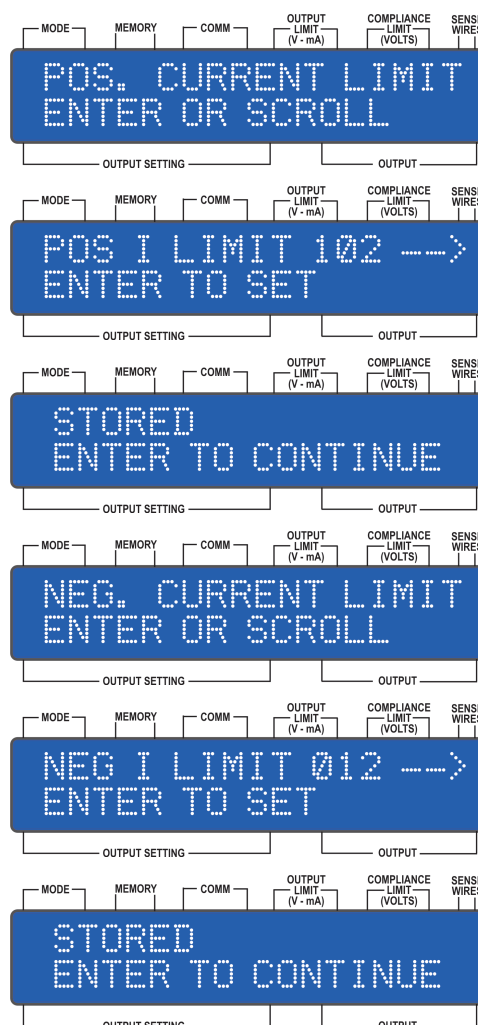 MODE MEMORY COMM OUTPUT LIMIT (V - mA) COMPLIANCE LIMIT (VOLTS)
POS. CURRENT LIMIT
ENTER OR SCROLL
OUTPUT SETTING OUTPUT
MODE MEMORY COMM OUTPUT LIMIT (V - mA) COMPLIANCE LIMIT (VOLTS)
POS I LIMIT 102 -->
ENTER TO SET
OUTPUT SETTING OUTPUT
MODE MEMORY COMM OUTPUT LIMIT (V - mA) COMPLIANCE LIMIT (VOLTS)
STORED
ENTER TO CONTINUE
OUTPUT SETTING OUTPUT
MODE MEMORY COMM OUTPUT LIMIT (V - mA) COMPLIANCE LIMIT (VOLTS)
NEG. CURRENT LIMIT
ENTER OR SCROLL
OUTPUT SETTING OUTPUT
MODE MEMORY COMM OUTPUT LIMIT (V - mA) COMPLIANCE LIMIT (VOLTS)
NEG I LIMIT 012 -->
ENTER TO SET
OUTPUT SETTING OUTPUT
MODE MEMORY COMM OUTPUT LIMIT (V - mA) COMPLIANCE LIMIT (VOLTS)
STORED
ENTER TO CONTINUE
OUTPUT SETTING OUTPUT